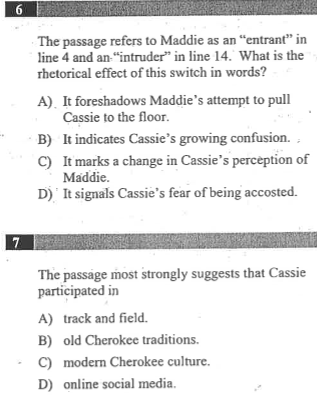 6
The passage refers to Maddie as an “entrant” in
line 4 and an “intruder” in line 14. What is the
rhetorical effect of this switch in words?
A) It foreshadows Maddie’s attempt to pull
Cassie to the floor.
B) It indicates Cassie’s growing confusion.
C) It marks a change in Cassie’s perception of
Maddie.
D) It signals Cassie’s fear of being accosted.
7
The passage most strongly suggests that Cassie
participated in
A) track and field.
B) old Cherokee traditions.
C) modern Cherokee culture.
D) online social media.